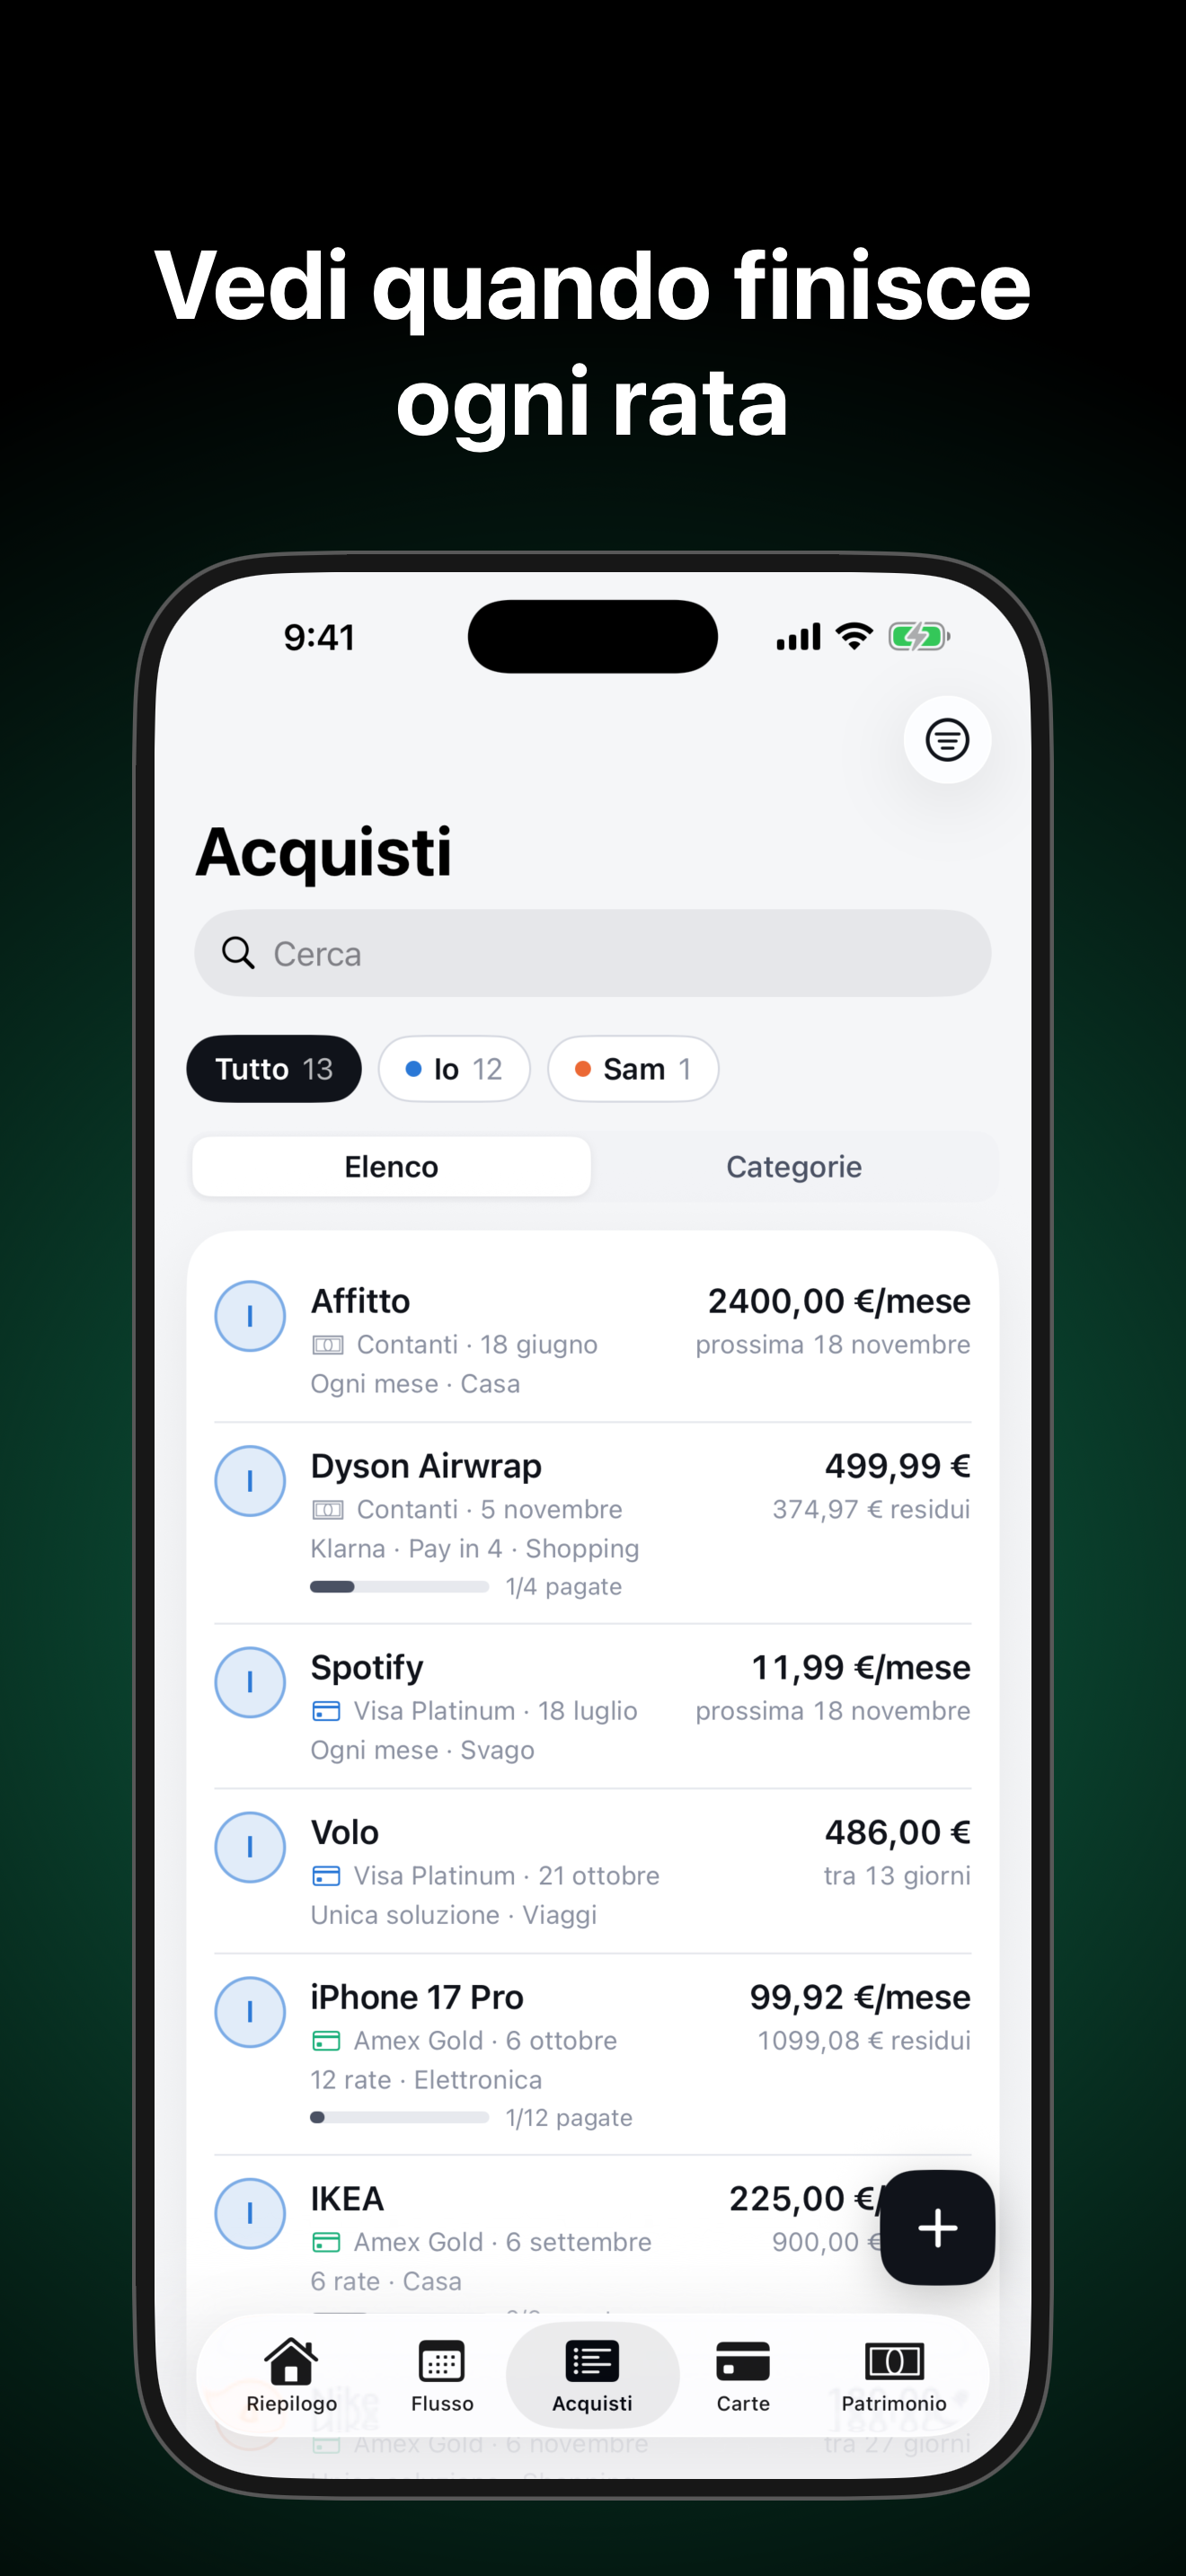 Vedi quando finisce
ogni rata
9:41
Acquisti
Cerca
Tutto 13
Io 12
Sam 1
Elenco
Categorie
I
Affitto
2400,00 €/mese
Contanti · 18 giugno
prossima 18 novembre
Ogni mese · Casa
I
Dyson Airwrap
499,99 €
Contanti · 5 novembre
374,97 € residui
Klarna · Pay in 4 · Shopping
1/4 pagate
I
Spotify
11,99 €/mese
Visa Platinum · 18 luglio
prossima 18 novembre
Ogni mese · Svago
I
Volo
486,00 €
Visa Platinum · 21 ottobre
tra 13 giorni
Unica soluzione · Viaggi
I
iPhone 17 Pro
99,92 €/mese
Amex Gold · 6 ottobre
1099,08 € residui
12 rate · Elettronica
1/12 pagate
I
IKEA
225,00 €/
Amex Gold · 6 settembre
900,00 €
6 rate · Casa
Riepilogo
Flusso
Acquisti
Carte
Patrimonio
Nike
Amex Gold · 6 novembre
tra 27 giorni